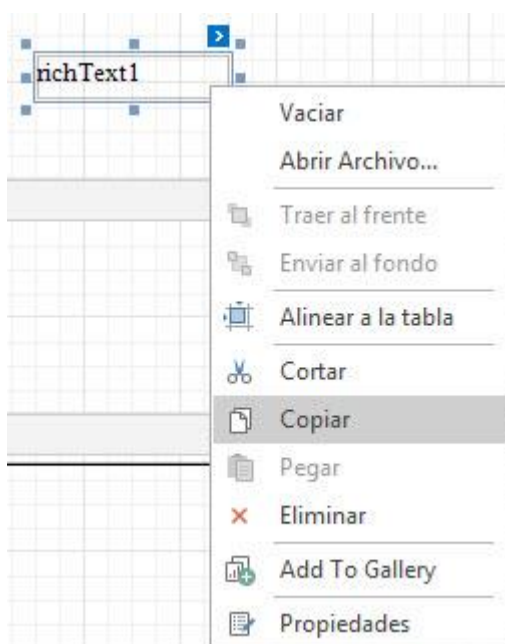 richText1
Vaciar
Abrir Archivo...
Traer al frente
Enviar al fondo
Alinear a la tabla
Cortar
Copiar
Pegar
Eliminar
Add To Gallery
Propiedades